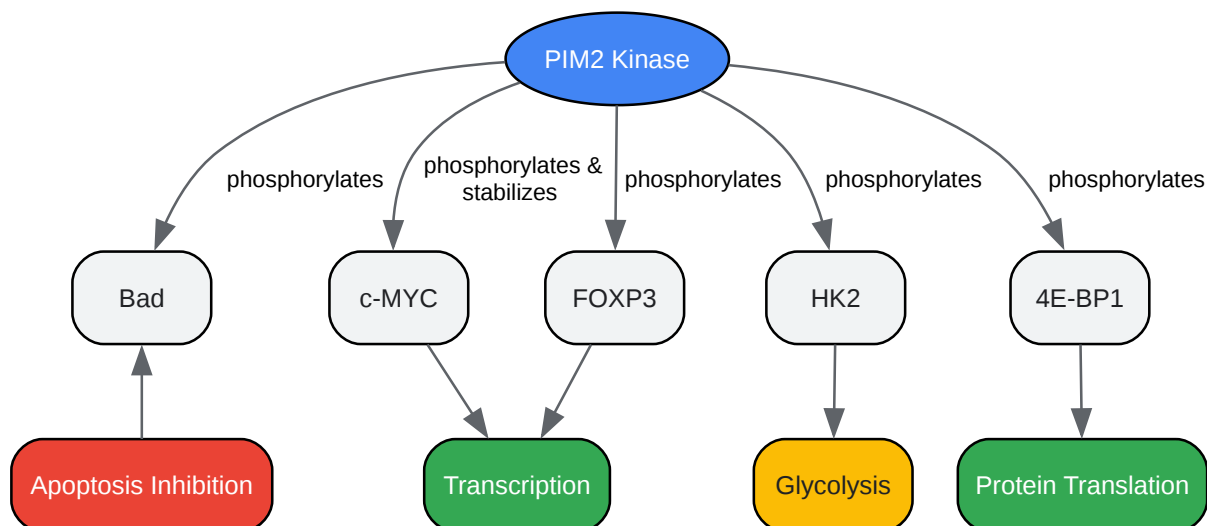 PIM2 Kinase
phosphorylates
phosphorylates &
stabilizes
phosphorylates
phosphorylates
phosphorylates
Bad
c-MYC
FOXP3
HK2
4E-BP1
Apoptosis Inhibition
Transcription
Glycolysis
Protein Translation